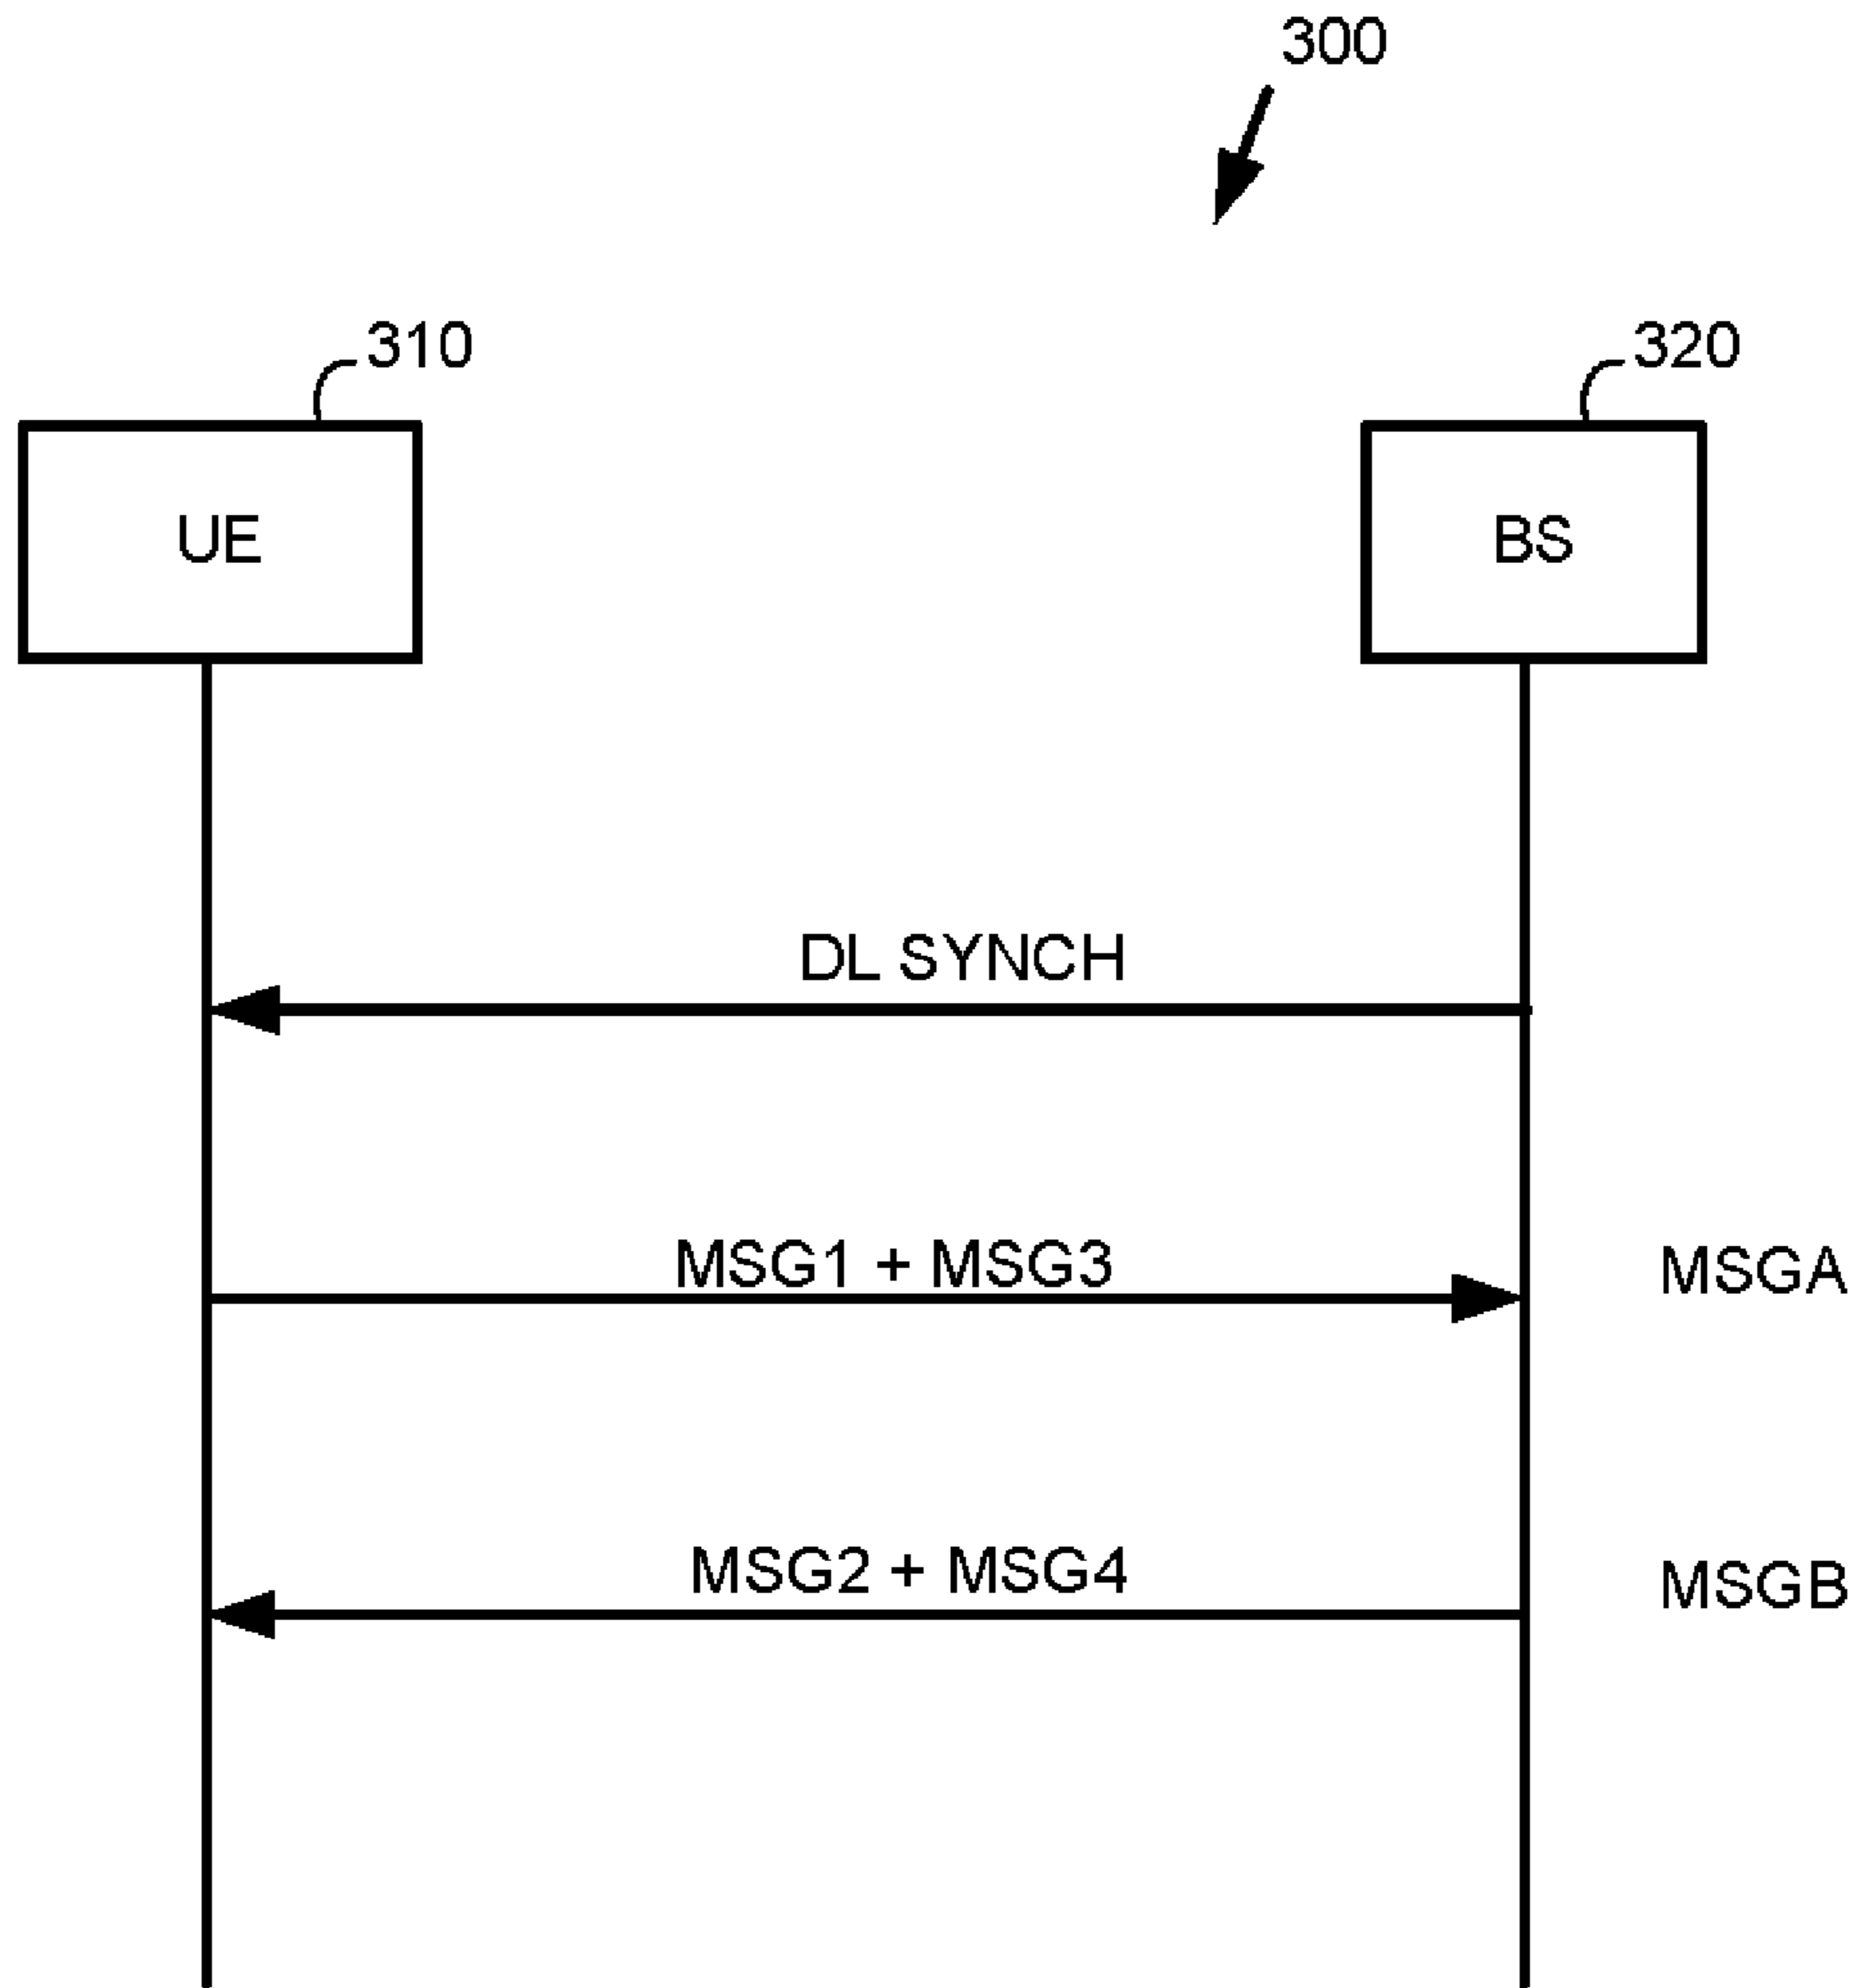 300
310
320
UE
BS
DL SYNCH
MSG1 + MSG3
MSGA
MSG2 + MSG4
MSGB